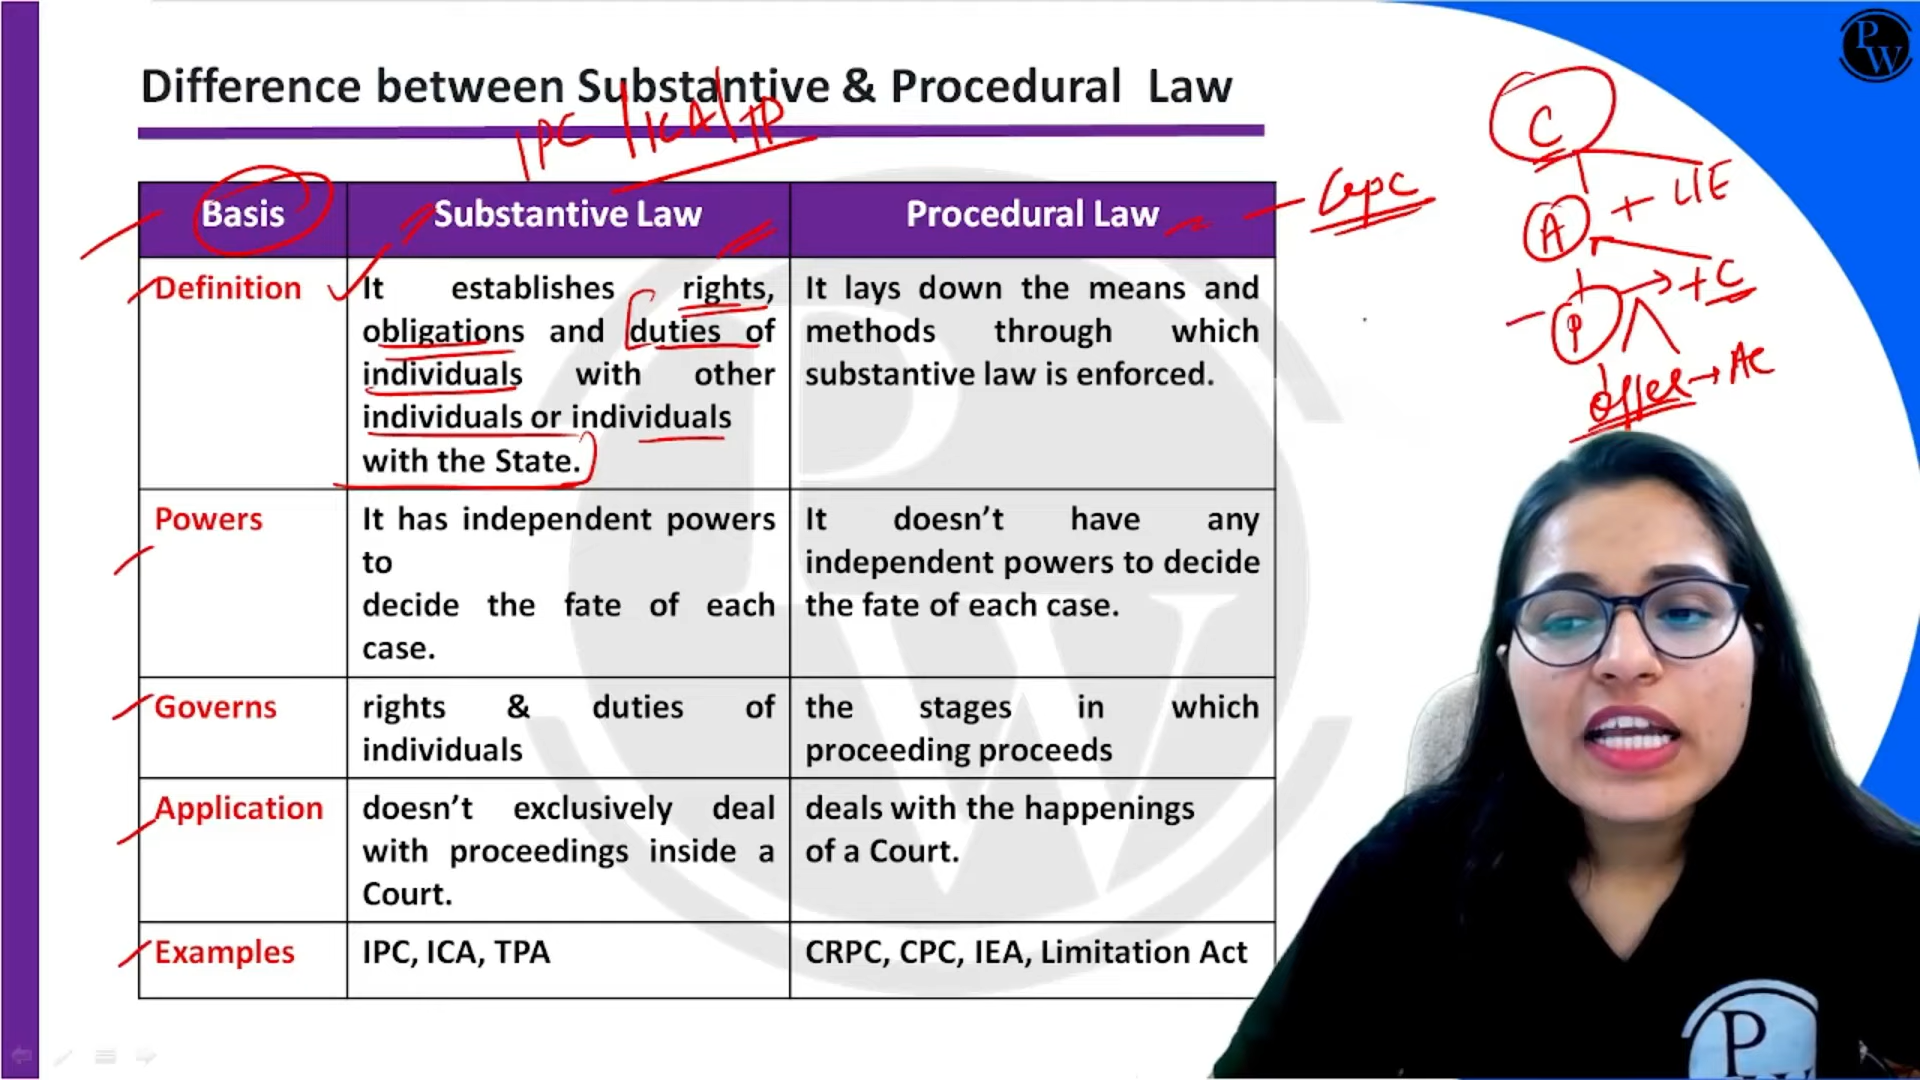 Difference between Substantive & Procedural Law
IPC | ICA | TP
Basis
Substantive Law
Procedural Law
Crpc
Definition
It establishes rights,
obligations and duties of
individuals with other
individuals or individuals
with the State.
It lays down the means and
methods through which
substantive law is enforced.
Powers
It has independent powers
to
decide the fate of each
case.
It doesn’t have any
independent powers to decide
the fate of each case.
Governs
rights & duties of
individuals
the stages in which
proceeding proceeds
Application
doesn’t exclusively deal
with proceedings inside a
Court.
deals with the happenings
of a Court.
Examples
IPC, ICA, TPA
CRPC, CPC, IEA, Limitation Act
C
A + LIE
P → + C
offer → Ac
P
W
P
W
P